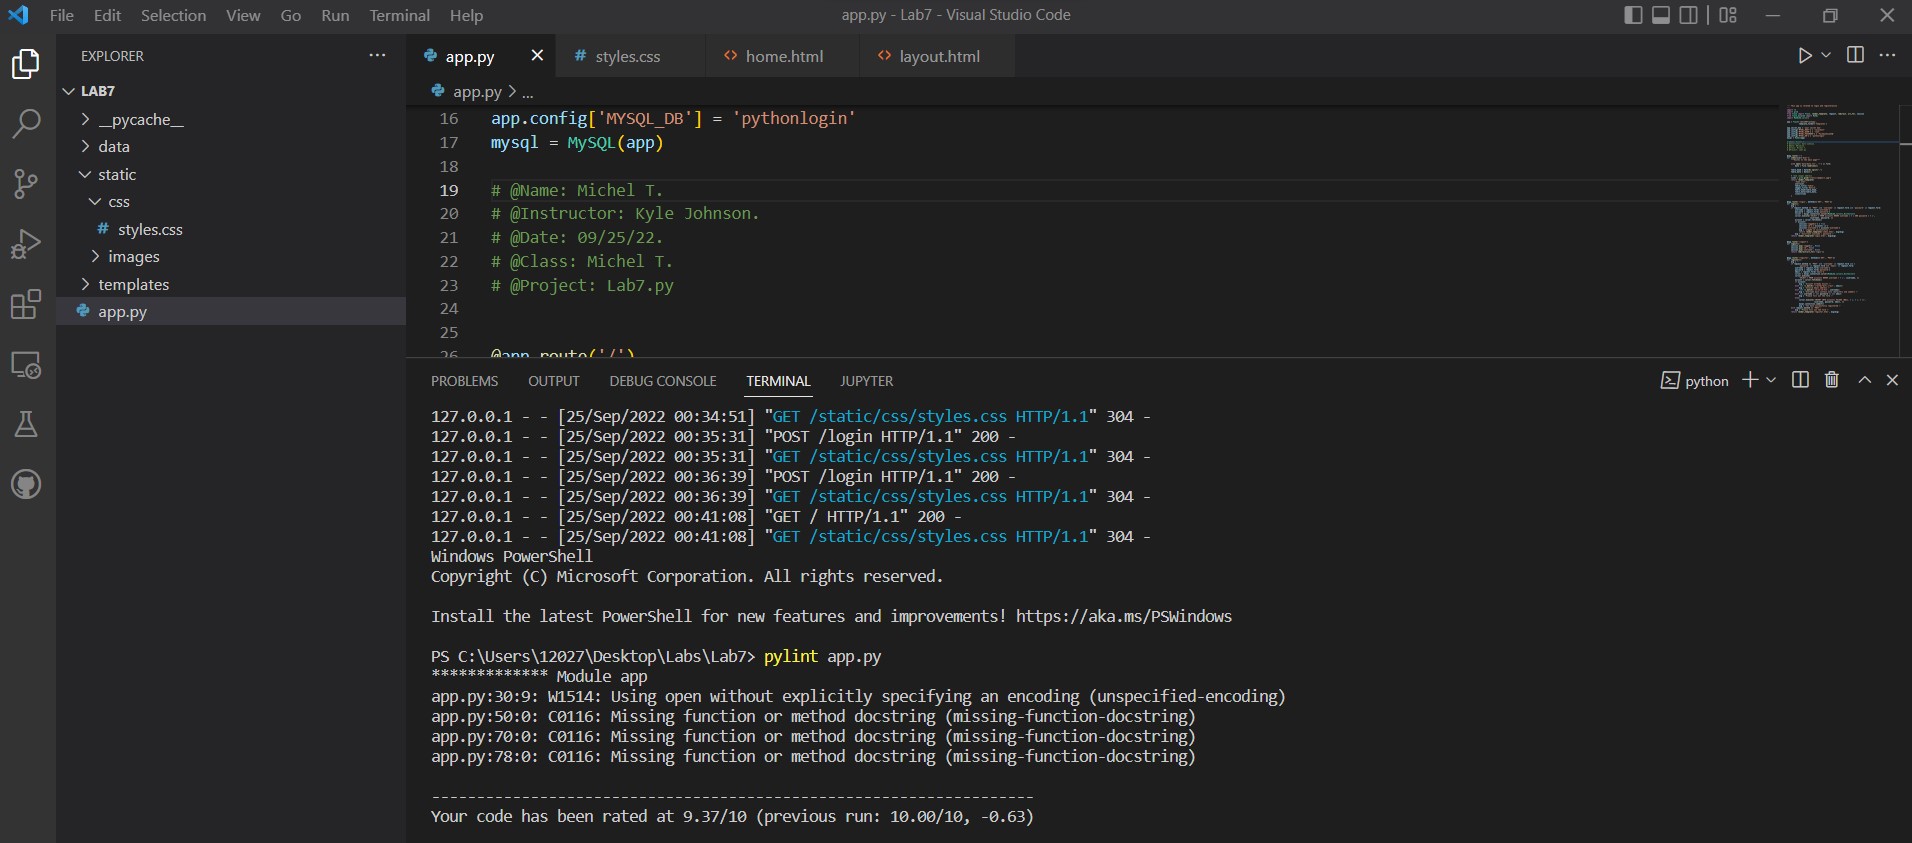 File Edit Selection View Go Run Terminal Help
app.py - Lab7 - Visual Studio Code
EXPLORER
LAB7
__pycache__
data
static
css
# styles.css
images
templates
app.py
app.py
# styles.css
<> home.html
<> layout.html
app.py > ...
16 app.config['MYSQL_DB'] = 'pythonlogin'
17 mysql = MySQL(app)
18
19 # @Name: Michel T.
20 # @Instructor: Kyle Johnson.
21 # @Date: 09/25/22.
22 # @Class: Michel T.
23 # @Project: Lab7.py
24
25
26 @app.route('/')
PROBLEMS OUTPUT DEBUG CONSOLE TERMINAL JUPYTER
python
127.0.0.1 - - [25/Sep/2022 00:34:51] "GET /static/css/styles.css HTTP/1.1" 304 -
127.0.0.1 - - [25/Sep/2022 00:35:31] "POST /login HTTP/1.1" 200 -
127.0.0.1 - - [25/Sep/2022 00:35:31] "GET /static/css/styles.css HTTP/1.1" 304 -
127.0.0.1 - - [25/Sep/2022 00:36:39] "POST /login HTTP/1.1" 200 -
127.0.0.1 - - [25/Sep/2022 00:36:39] "GET /static/css/styles.css HTTP/1.1" 304 -
127.0.0.1 - - [25/Sep/2022 00:41:08] "GET / HTTP/1.1" 200 -
127.0.0.1 - - [25/Sep/2022 00:41:08] "GET /static/css/styles.css HTTP/1.1" 304 -
Windows PowerShell
Copyright (C) Microsoft Corporation. All rights reserved.
Install the latest PowerShell for new features and improvements! https://aka.ms/PSWindows
PS C:\Users\12027\Desktop\Labs\Lab7> pylint app.py
************* Module app
app.py:30:9: W1514: Using open without explicitly specifying an encoding (unspecified-encoding)
app.py:50:0: C0116: Missing function or method docstring (missing-function-docstring)
app.py:70:0: C0116: Missing function or method docstring (missing-function-docstring)
app.py:78:0: C0116: Missing function or method docstring (missing-function-docstring)
-------------------------------------------------------------------
Your code has been rated at 9.37/10 (previous run: 10.00/10, -0.63)